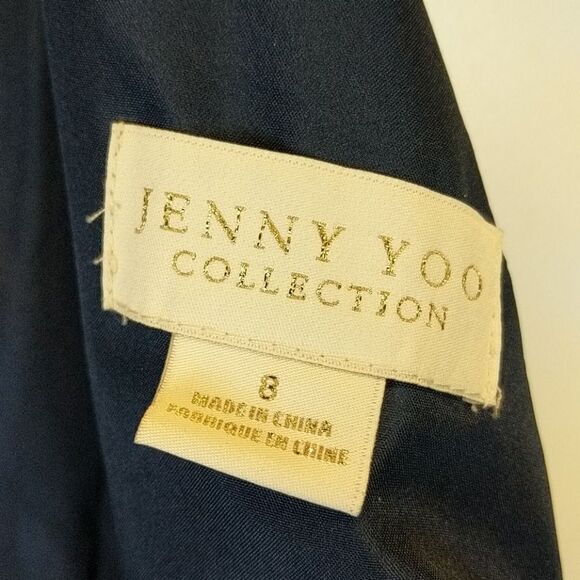 JENNY YOO
COLLECTION
8
MADE IN CHINA
FABRIQUE EN CHINE